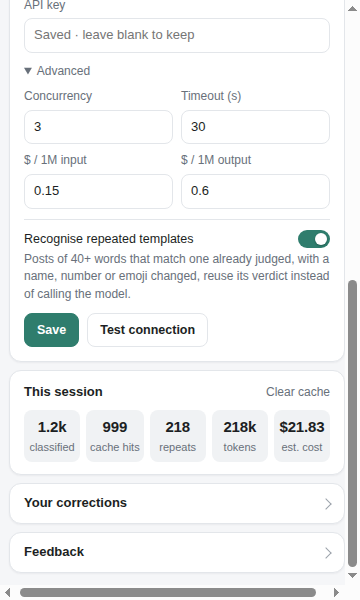 API key
Saved · leave blank to keep
▼ Advanced
Concurrency Timeout (s)
3 30
$ / 1M input $ / 1M output
0.15 0.6
Recognise repeated templates
Posts of 40+ words that match one already judged, with a
name, number or emoji changed, reuse its verdict instead
of calling the model.
Save Test connection
This session Clear cache
1.2k 999 218 218k $21.83
classified cache hits repeats tokens est. cost
Your corrections
Feedback